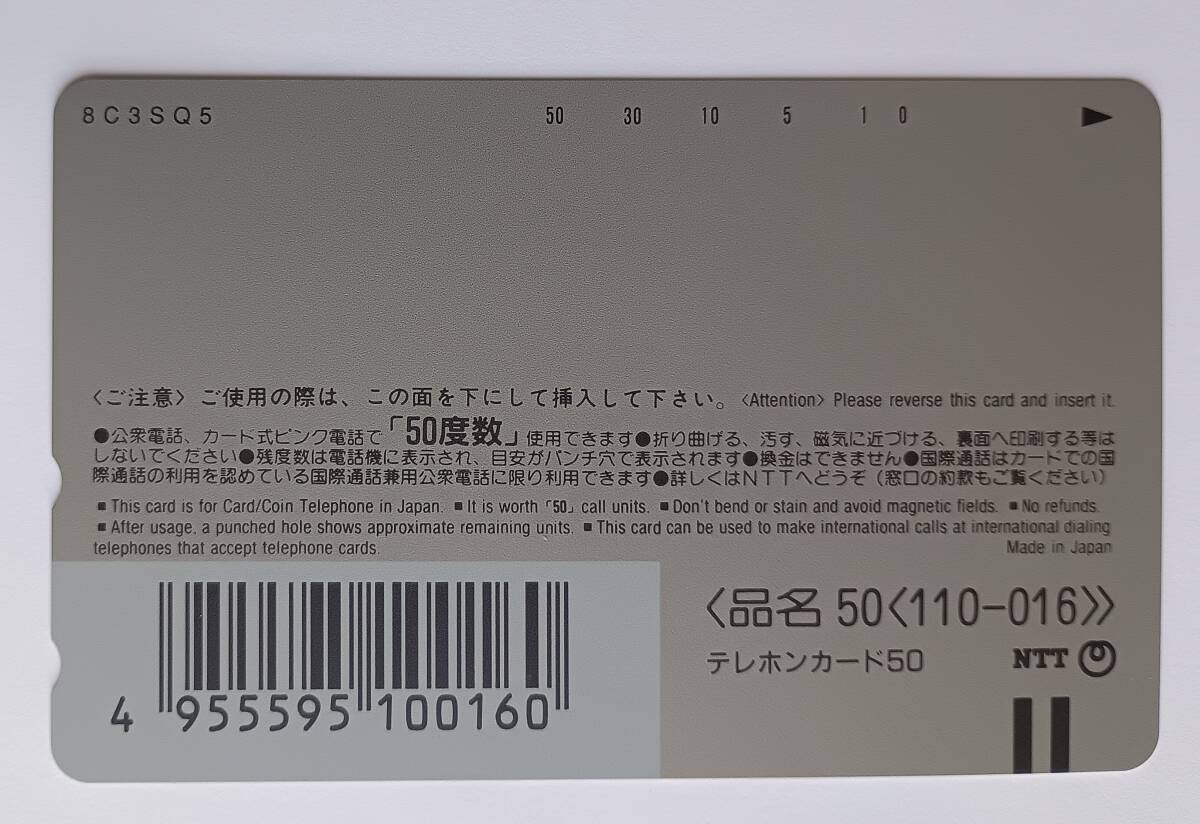 8C3SQ5 50 30 10 5 1 0 ▶
〈ご注意〉ご使用の際は、この面を下にして挿入して下さい。〈Attention〉Please reverse this card and insert it.
●公衆電話、カード式ピンク電話で「50度数」使用できます●折り曲げる、汚す、磁気に近づける、裏面へ印刷する等は
しないでください●残度数は電話機に表示され、目安がパンチ穴で表示されます●換金はできません●国際通話はカードでの国
際通話の利用を認めている国際通話兼用公衆電話に限り利用できます●詳しくはNTTへどうぞ（窓口の約款もご覧ください）
■ This card is for Card/Coin Telephone in Japan. ■ It is worth「50」call units. ■ Don't bend or stain and avoid magnetic fields. ■ No refunds.
■ After usage, a punched hole shows approximate remaining units. ■ This card can be used to make international calls at international dialing
telephones that accept telephone cards. Made in Japan
〈品名 50〈110-016〉〉
テレホンカード50 NTT
4 955595 100160